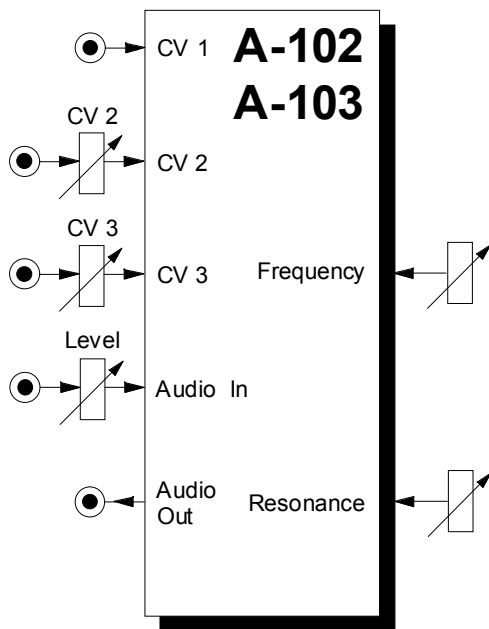 CV 1
A-102
A-103
CV 2
CV 2
CV 3
CV 3
Frequency
Level
Audio In
Audio
Out
Resonance